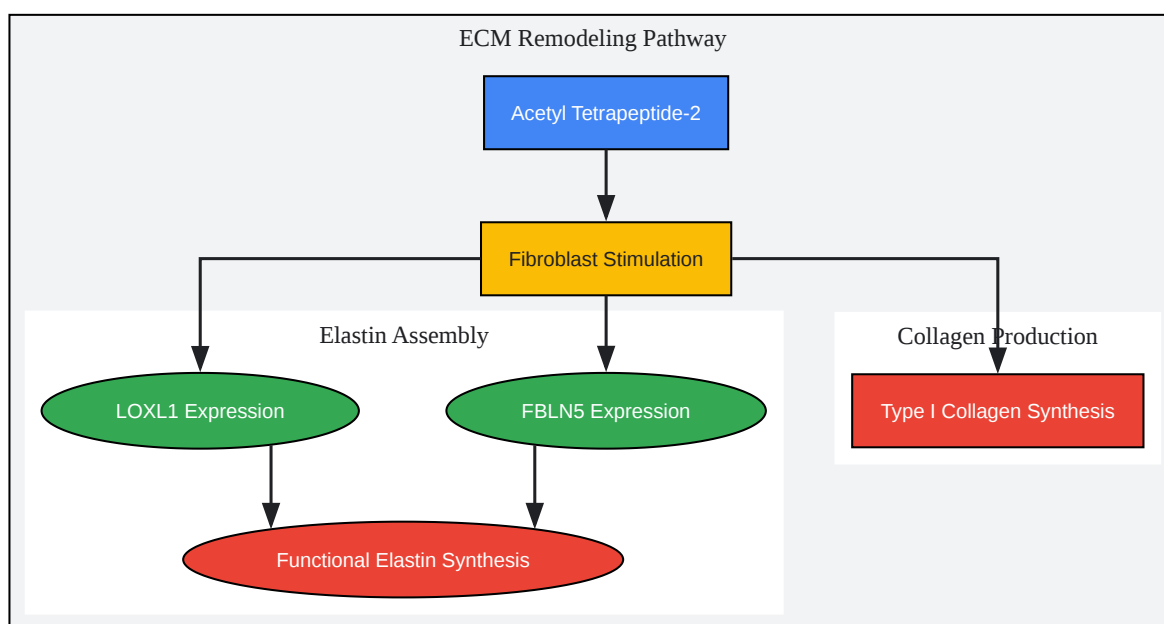 ECM Remodeling Pathway
Acetyl Tetrapeptide-2
Fibroblast Stimulation
Elastin Assembly
Collagen Production
LOXL1 Expression
FBLN5 Expression
Type I Collagen Synthesis
Functional Elastin Synthesis